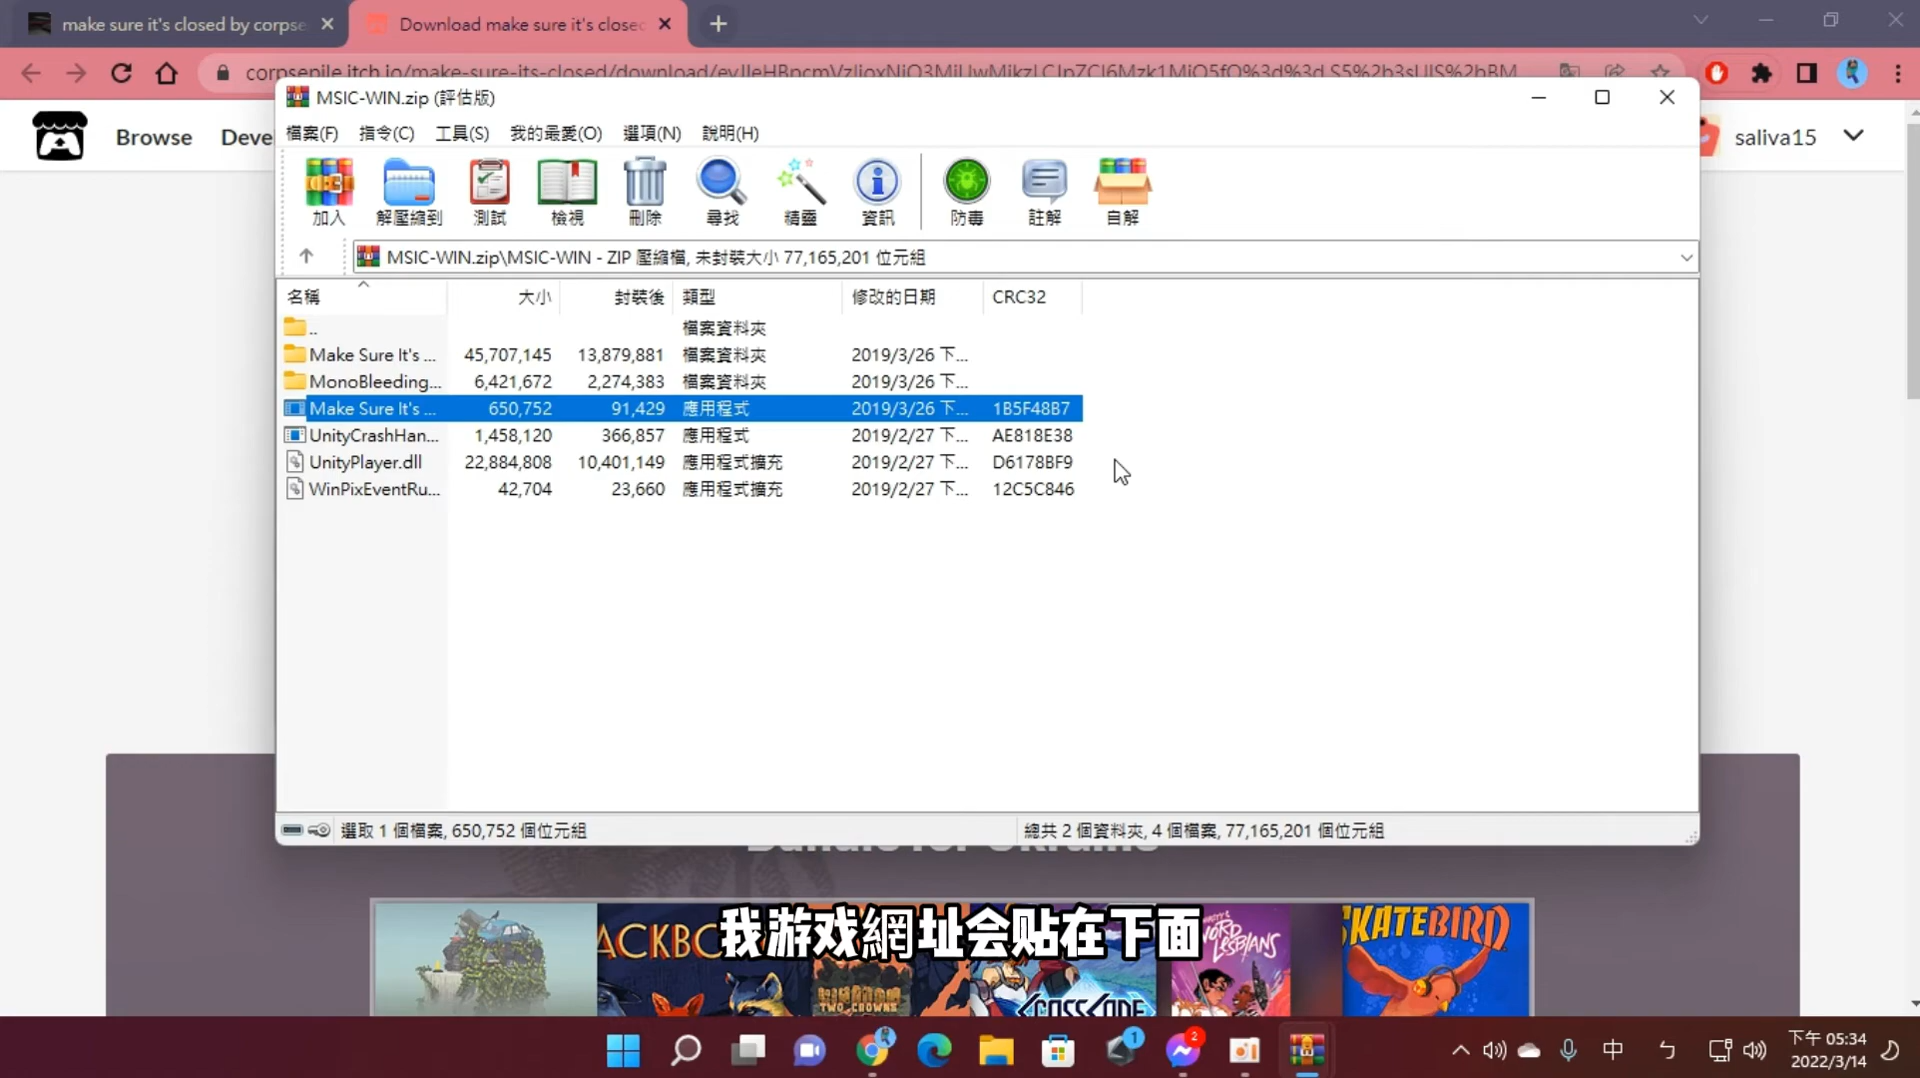 make sure it's closed by corpse
Download make sure it's closed
corpsepile.itch.io/make-sure-its-closed/download/
Browse
Deve
saliva15
MSIC-WIN.zip (評估版)
檔案(F) 指令(C) 工具(S) 我的最愛(O) 選項(N) 說明(H)
加入 解壓縮到 測試 檢視 刪除 尋找 精靈 資訊 防毒 註解 自解
MSIC-WIN.zip\MSIC-WIN - ZIP 壓縮檔, 未封裝大小 77,165,201 位元組
名稱 大小 封裝後 類型 修改的日期 CRC32
.. 檔案資料夾
Make Sure It's ... 45,707,145 13,879,881 檔案資料夾 2019/3/26 下...
MonoBleeding... 6,421,672 2,274,383 檔案資料夾 2019/3/26 下...
Make Sure It's ... 650,752 91,429 應用程式 2019/3/26 下... 1B5F48B7
UnityCrashHan... 1,458,120 366,857 應用程式 2019/2/27 下... AE818E38
UnityPlayer.dll 22,884,808 10,401,149 應用程式擴充 2019/2/27 下... D6178BF9
WinPixEventRu... 42,704 23,660 應用程式擴充 2019/2/27 下... 12C5C846
選取 1 個檔案, 650,752 個位元組
總共 2 個資料夾, 4 個檔案, 77,165,201 個位元組
Bundle for Ukraine
我游戏網址会贴在下面
ACKBO
KINGDOM
TWO CROWNS
CROSSCODE
WORD
LESBIANS
SKATEBIRD
1
2
中
下午 05:34
2022/3/14